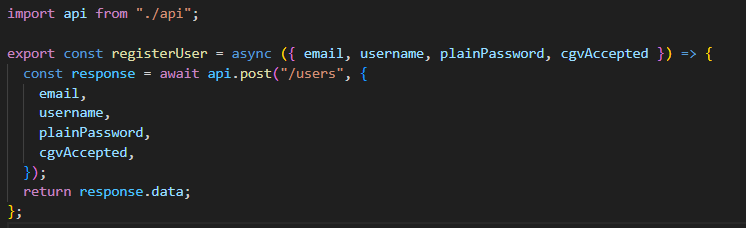 import api from "./api";
export const registerUser = async ({ email, username, plainPassword, cgvAccepted }) => {
  const response = await api.post("/users", {
    email,
    username,
    plainPassword,
    cgvAccepted,
  });
  return response.data;
};